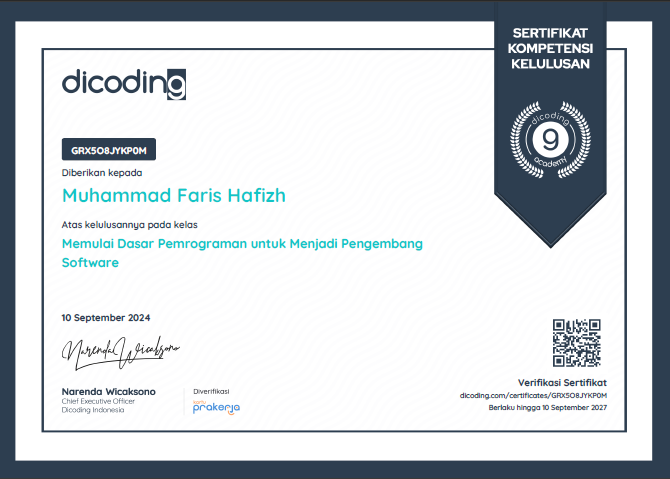 SERTIFIKAT
KOMPETENSI
KELULUSAN
dicoding
dicoding
9
academy
GRX5O8JYKP0M
Diberikan kepada
Muhammad Faris Hafizh
Atas kelulusannya pada kelas
Memulai Dasar Pemrograman untuk Menjadi Pengembang
Software
10 September 2024
Narenda Wicaksono
Narenda Wicaksono
Chief Executive Officer
Dicoding Indonesia
Diverifikasi
kartu
prakerja
Verifikasi Sertifikat
dicoding.com/certificates/GRX5O8JYKP0M
Berlaku hingga 10 September 2027